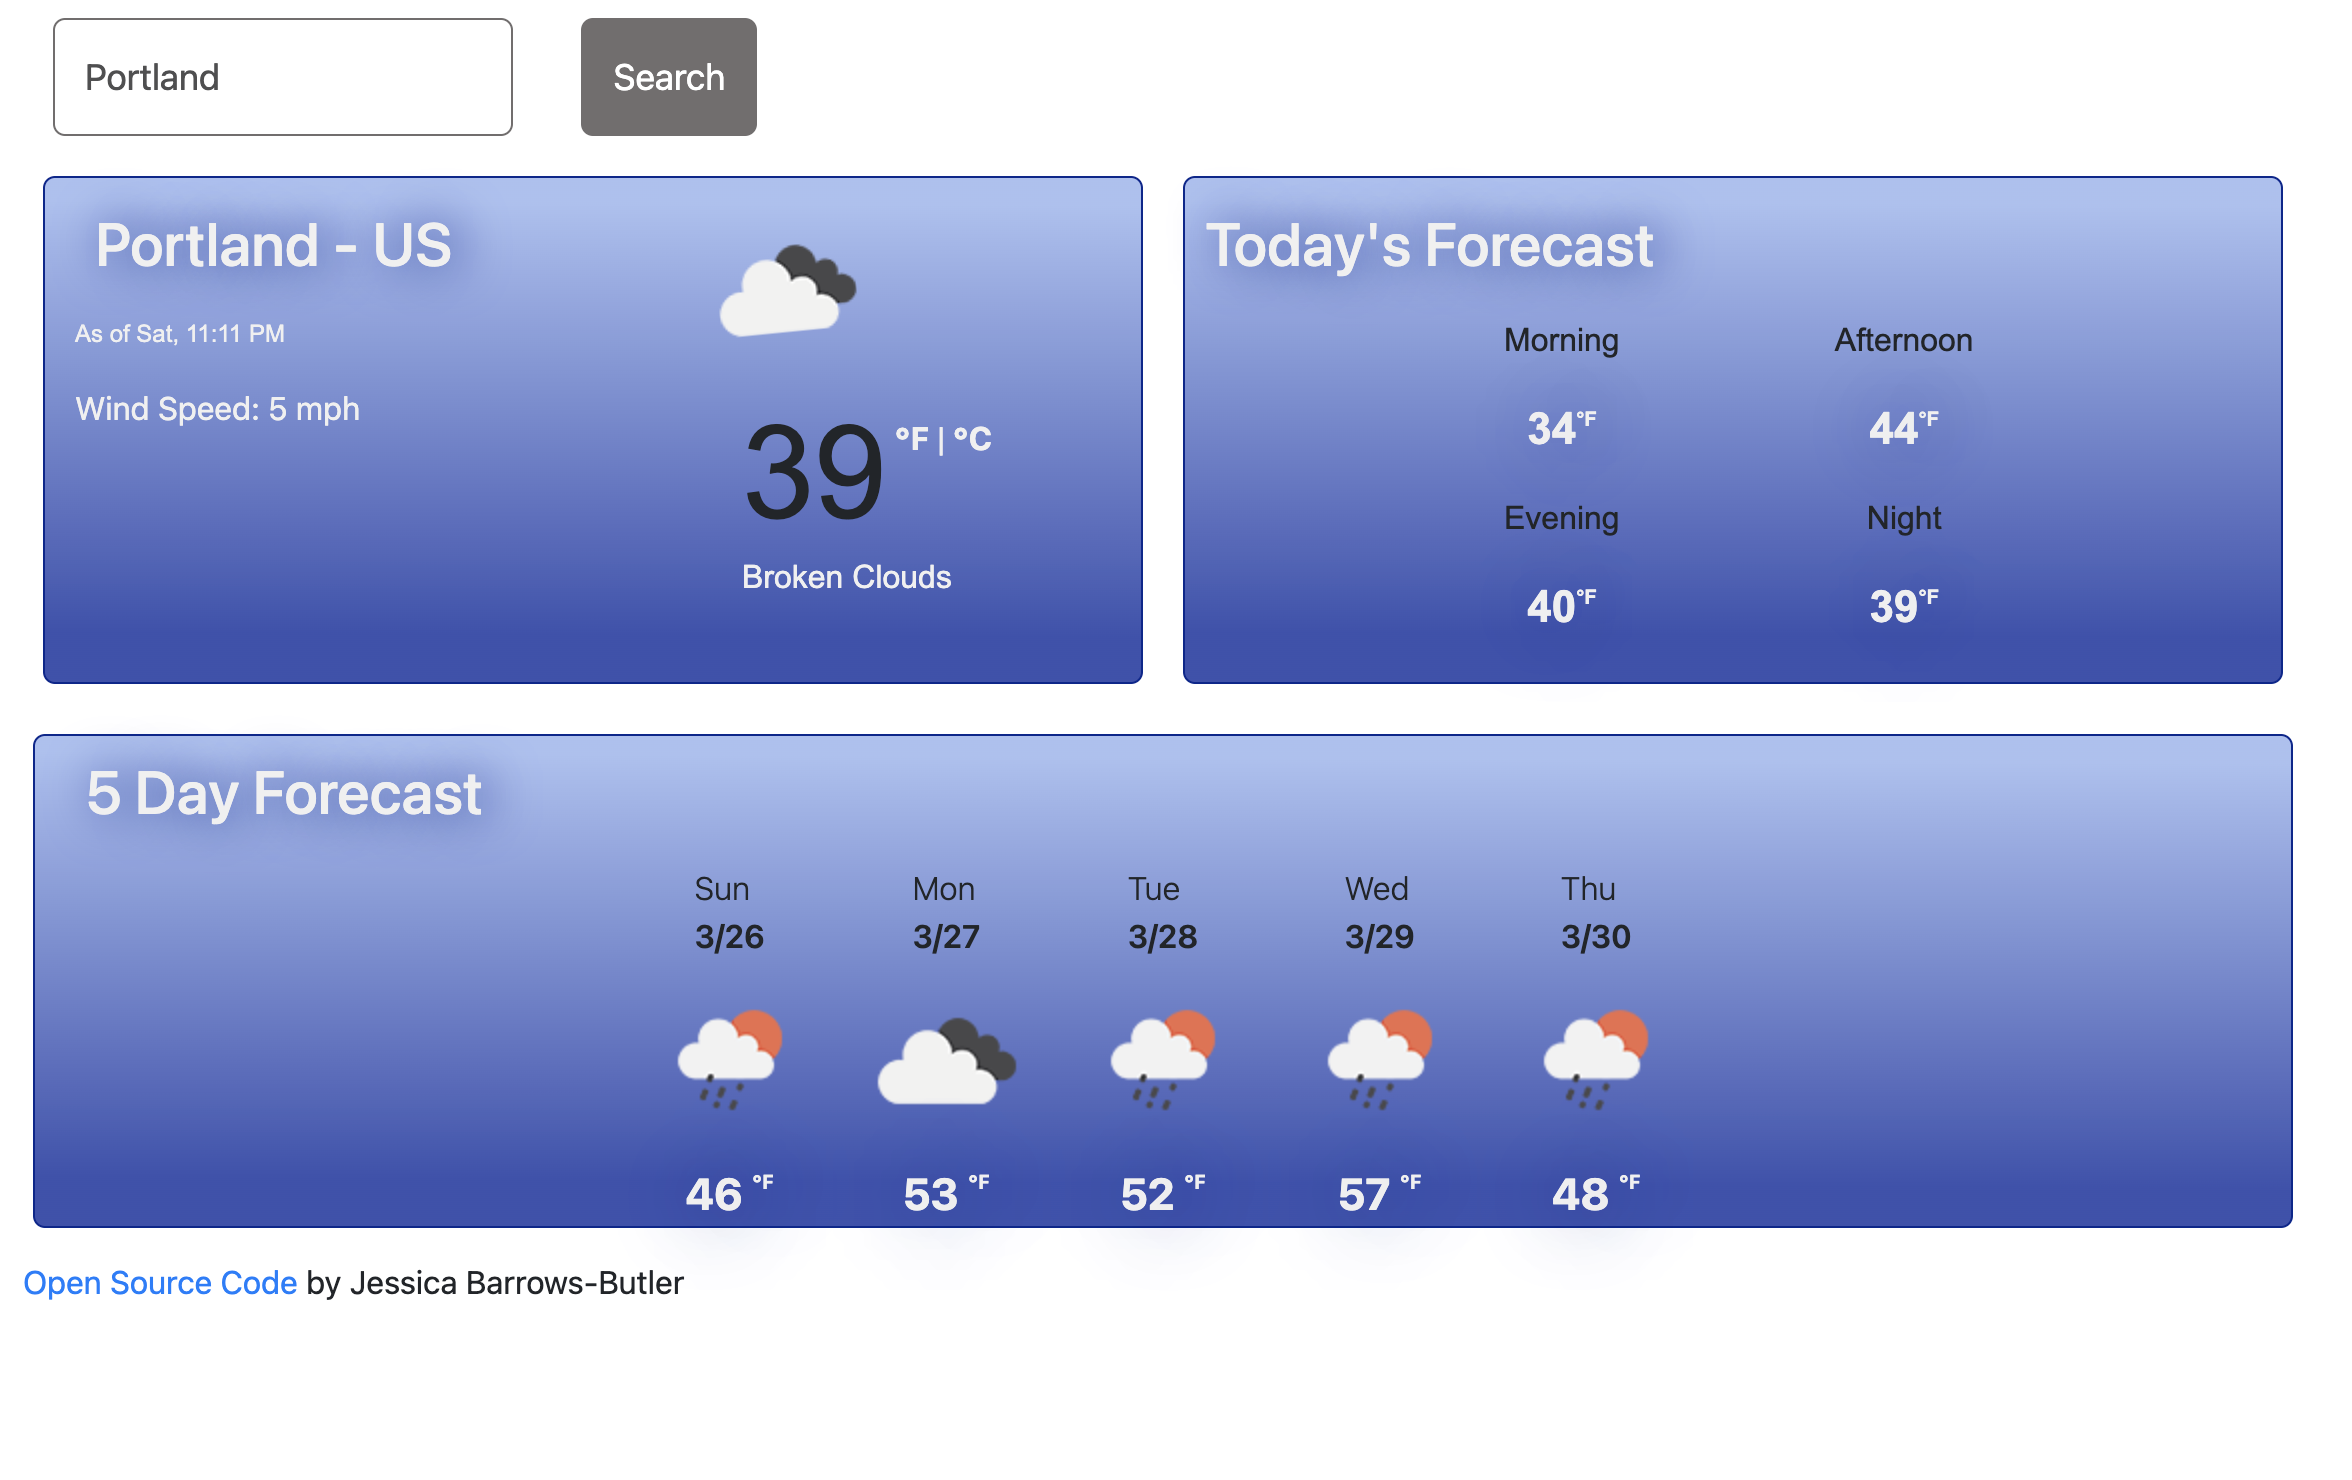 Portland
Search
Portland - US
As of Sat, 11:11 PM
Wind Speed: 5 mph
39 °F | °C
Broken Clouds
Today's Forecast
Morning Afternoon
34°F 44°F
Evening Night
40°F 39°F
5 Day Forecast
Sun Mon Tue Wed Thu
3/26 3/27 3/28 3/29 3/30
46 °F 53 °F 52 °F 57 °F 48 °F
Open Source Code by Jessica Barrows-Butler